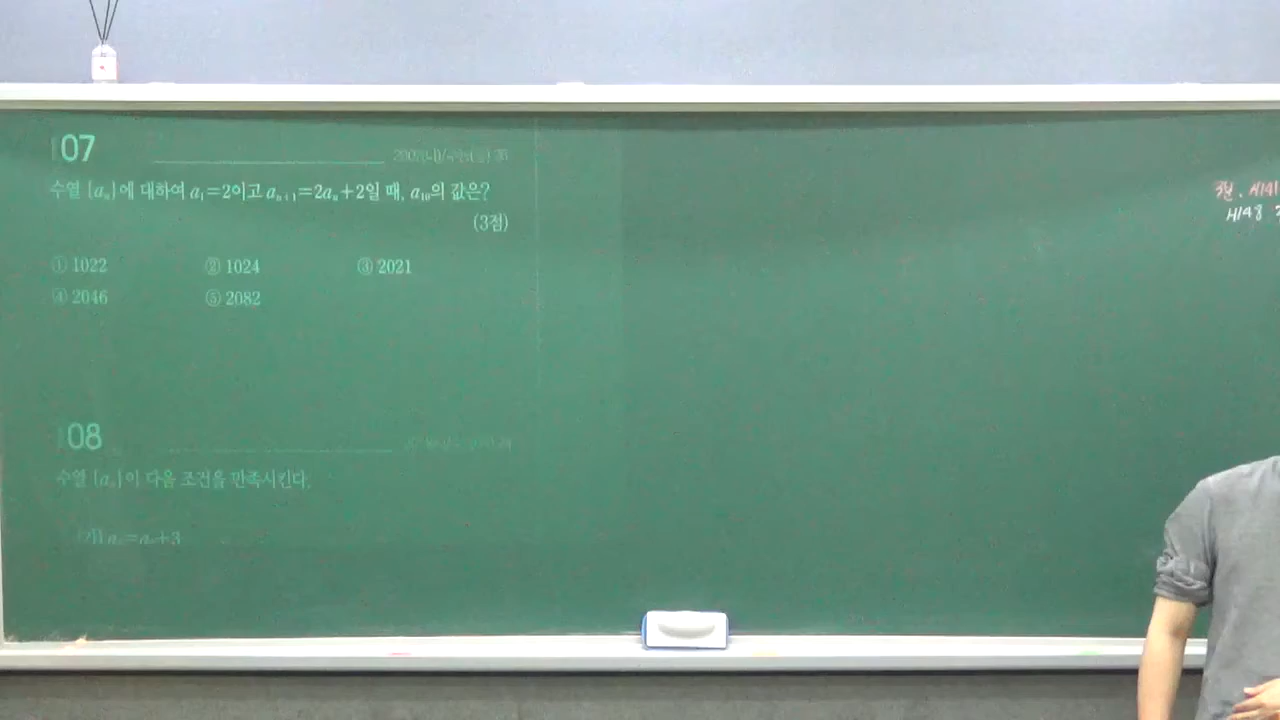 07
수열 {aₙ}에 대하여 a₁=2이고 aₙ₊₁=2aₙ+2일 때, a₁₀의 값은?
(3점)
① 1022 ② 1024 ③ 2021
④ 2046 ⑤ 2082
08
수열 {aₙ}이 다음 조건을 만족시킨다.